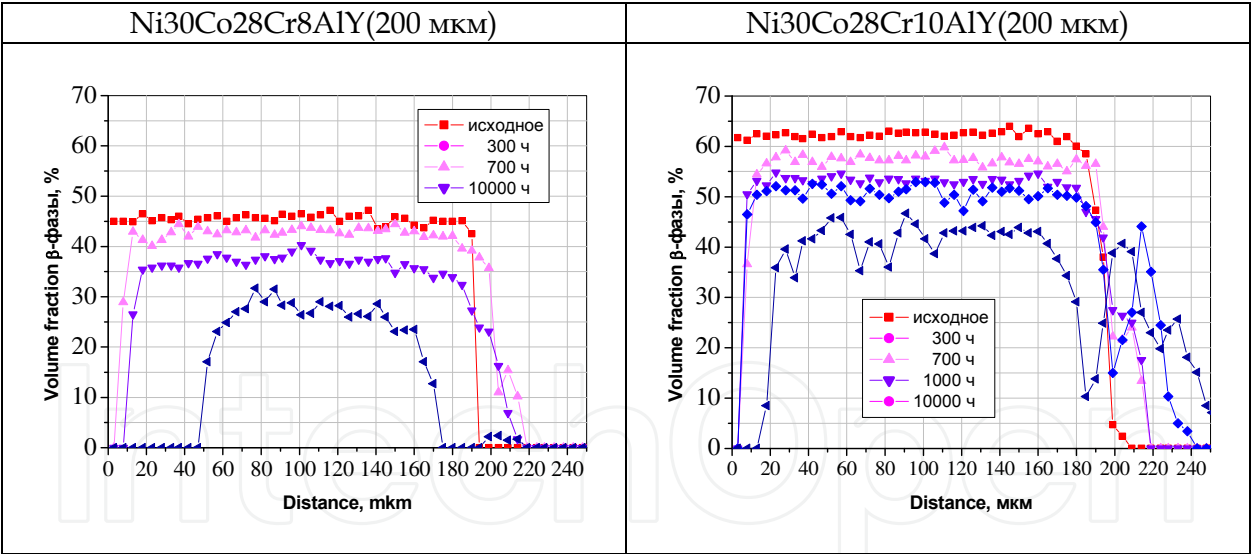 Ni30Co28Cr8AlY(200 мкм)
Ni30Co28Cr10AlY(200 мкм)
70
60
50
40
30
20
10
0
Volume fraction β-фазы, %
исходное
300 ч
700 ч
10000 ч
0 20 40 60 80 100 120 140 160 180 200 220 240
Distance, mkm
70
60
50
40
30
20
10
0
Volume fraction β-фазы, %
исходное
300 ч
700 ч
1000 ч
10000 ч
0 20 40 60 80 100 120 140 160 180 200 220 240
Distance, мкм
intechopen